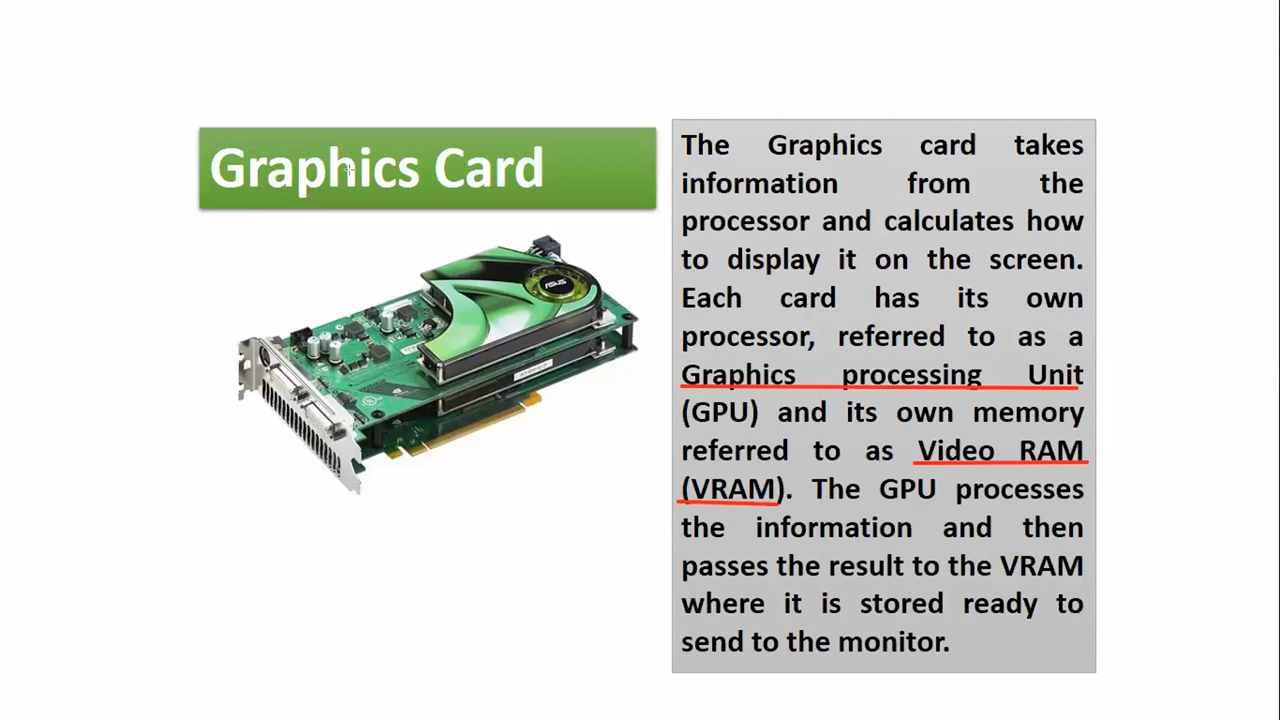 Graphics Card
The Graphics card takes
information from the
processor and calculates how
to display it on the screen.
Each card has its own
processor, referred to as a
Graphics processing Unit
(GPU) and its own memory
referred to as Video RAM
(VRAM). The GPU processes
the information and then
passes the result to the VRAM
where it is stored ready to
send to the monitor.
ASUS